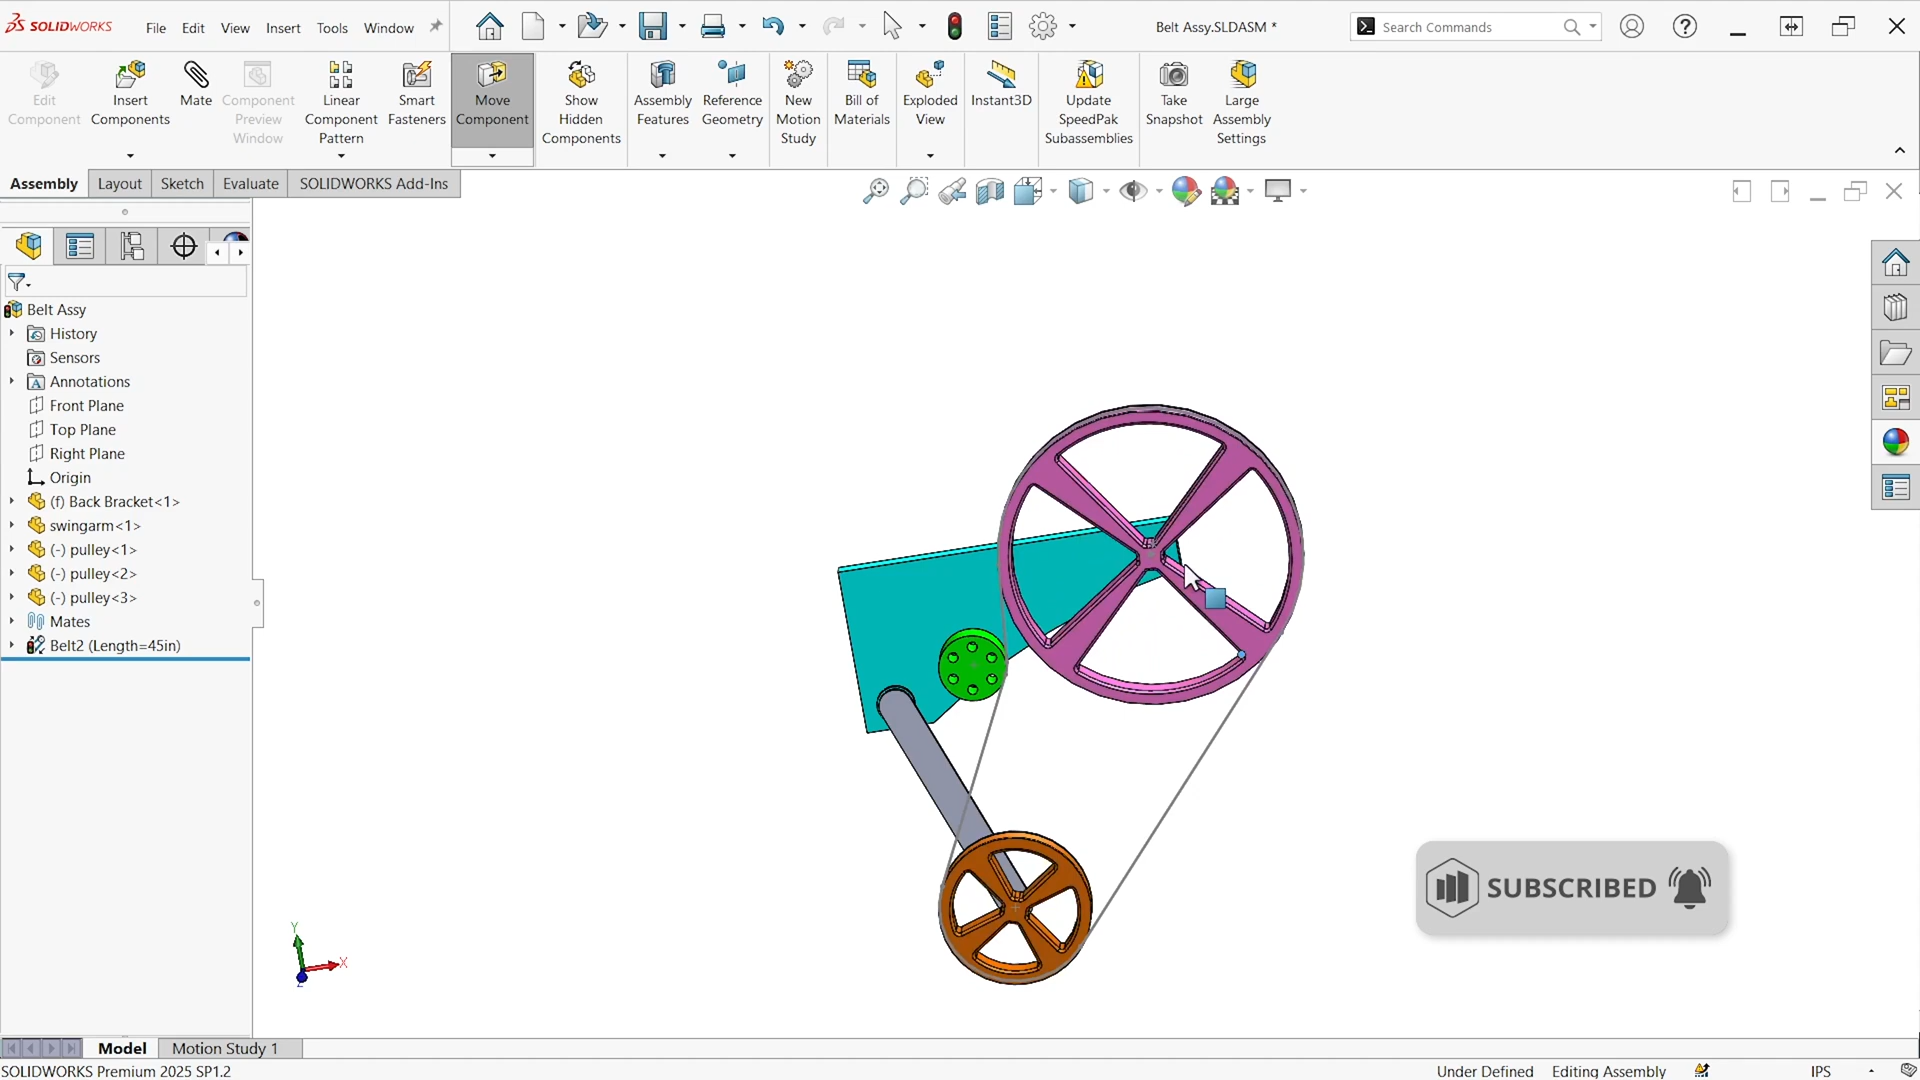 SOLIDWORKS
File Edit View Insert Tools Window
Belt Assy.SLDASM *
Search Commands
Edit Component
Insert Components
Mate
Component Preview Window
Linear Component Pattern
Smart Fasteners
Move Component
Show Hidden Components
Assembly Features
Reference Geometry
New Motion Study
Bill of Materials
Exploded View
Instant3D
Update SpeedPak Subassemblies
Take Snapshot
Large Assembly Settings
Assembly Layout Sketch Evaluate SOLIDWORKS Add-Ins
Belt Assy
History
Sensors
Annotations
Front Plane
Top Plane
Right Plane
Origin
(f) Back Bracket<1>
swingarm<1>
(-) pulley<1>
(-) pulley<2>
(-) pulley<3>
Mates
Belt2 (Length=45in)
SUBSCRIBED
Y
X
Z
Model Motion Study 1
SOLIDWORKS Premium 2025 SP1.2
Under Defined Editing Assembly IPS